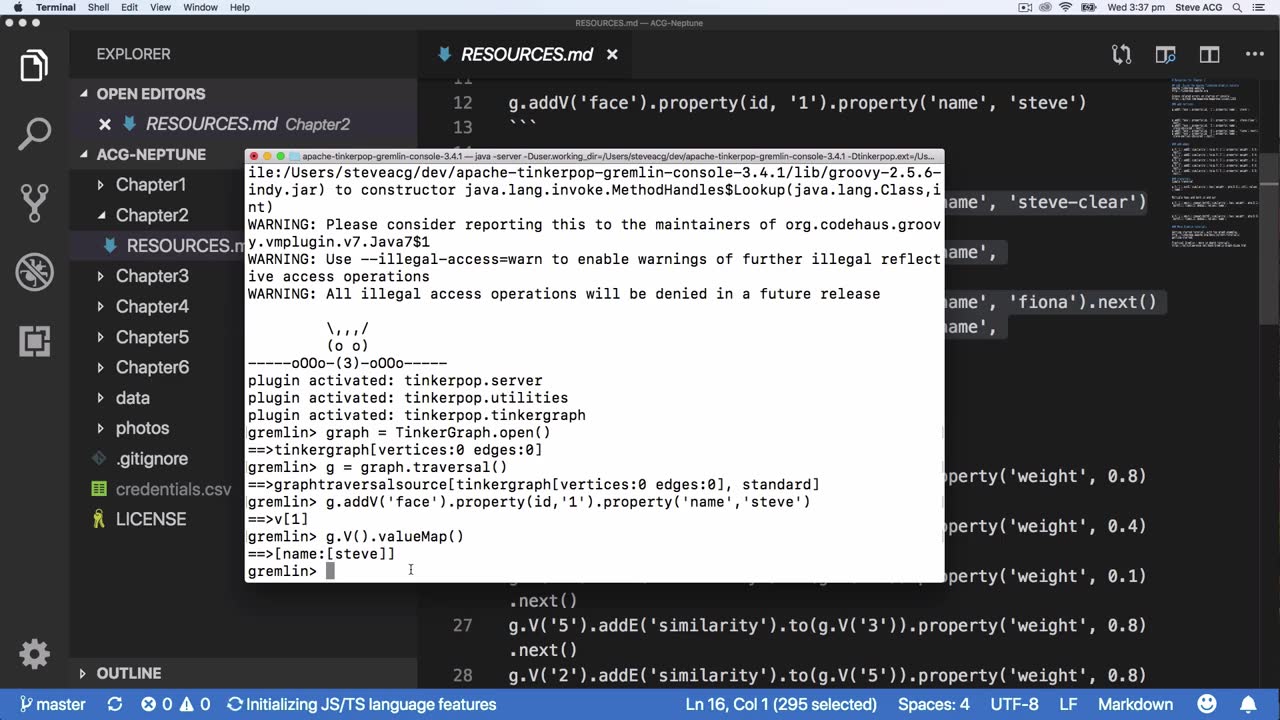 Terminal Shell Edit View Window Help
Wed 3:37 pm Steve ACG
RESOURCES.md — ACG-Neptune
EXPLORER
OPEN EDITORS
RESOURCES.md Chapter2
ACG-NEPTUNE
Chapter1
Chapter2
RESOURCES.m
Chapter3
Chapter4
Chapter5
Chapter6
data
photos
.gitignore
credentials.csv
LICENSE
OUTLINE
RESOURCES.md
11
12 g.addV('face').property(id, '1').property('name', 'steve')
13 ```
name', 'steve-clear')
name',
name', 'fiona').next()
name',
roperty('weight', 0.8)
roperty('weight', 0.4)
roperty('weight', 0.1)
.next()
27 g.V('5').addE('similarity').to(g.V('3')).property('weight', 0.8)
.next()
28 g.V('2').addE('similarity').to(g.V('5')).property('weight', 0.8)
apache-tinkerpop-gremlin-console-3.4.1 — java -server -Duser.working_dir=/Users/steveacg/dev/apache-tinkerpop-gremlin-console-3.4.1 -Dtinkerpop.ext=/Us...
ile:/Users/steveacg/dev/apache-tinkerpop-gremlin-console-3.4.1/lib/groovy-2.5.6-
indy.jar) to constructor java.lang.invoke.MethodHandles$Lookup(java.lang.Class,i
nt)
WARNING: Please consider reporting this to the maintainers of org.codehaus.groov
y.vmplugin.v7.Java7$1
WARNING: Use --illegal-access=warn to enable warnings of further illegal reflect
ive access operations
WARNING: All illegal access operations will be denied in a future release
\,,,/
(o o)
-----oOOo-(3)-oOOo-----
plugin activated: tinkerpop.server
plugin activated: tinkerpop.utilities
plugin activated: tinkerpop.tinkergraph
gremlin> graph = TinkerGraph.open()
==>tinkergraph[vertices:0 edges:0]
gremlin> g = graph.traversal()
==>graphtraversalsource[tinkergraph[vertices:0 edges:0], standard]
gremlin> g.addV('face').property(id,'1').property('name','steve')
==>v[1]
gremlin> g.V().valueMap()
==>[name:[steve]]
gremlin>
master 0 0 Initializing JS/TS language features
Ln 16, Col 1 (295 selected) Spaces: 4 UTF-8 LF Markdown